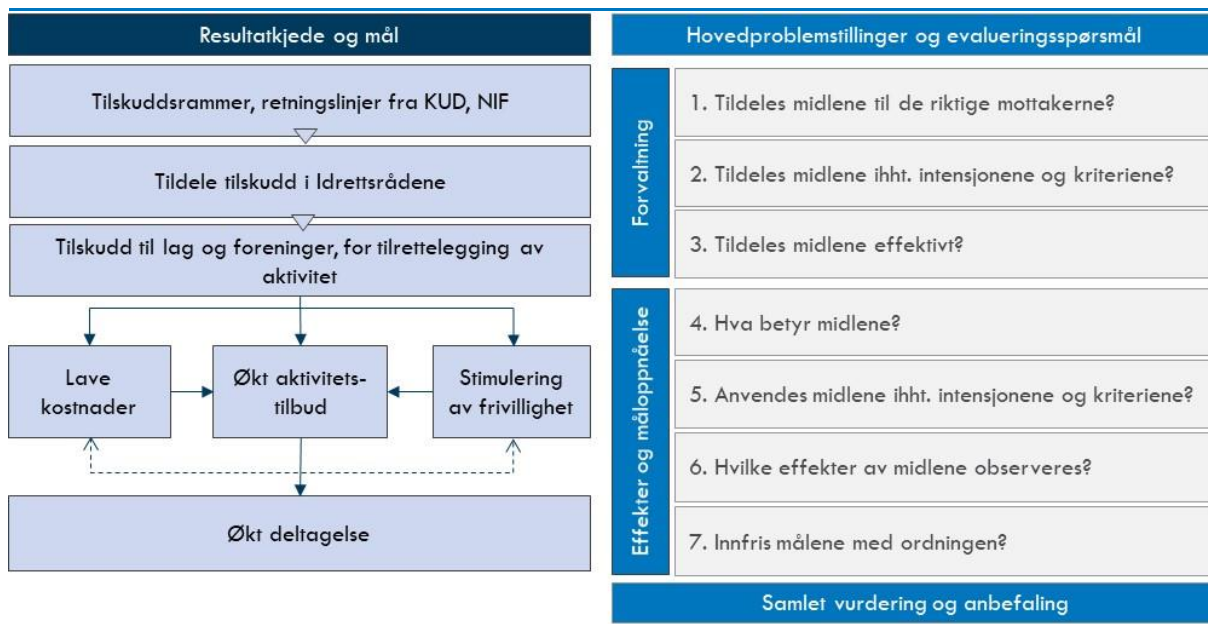 Resultatkjede og mål
Tilskuddsrammer, retningslinjer fra KUD, NIF
Tildele tilskudd i Idrettsrådene
Tilskudd til lag og foreninger, for tilrettelegging av
aktivitet
Lave
kostnader
Økt aktivitets-
tilbud
Stimulering
av frivillighet
Økt deltagelse
Hovedproblemstillinger og evalueringsspørsmål
Forvaltning
1. Tildeles midlene til de riktige mottakerne?
2. Tildeles midlene ihht. intensjonene og kriteriene?
3. Tildeles midlene effektivt?
Effekter og måloppnåelse
4. Hva betyr midlene?
5. Anvendes midlene ihht. intensjonene og kriteriene?
6. Hvilke effekter av midlene observeres?
7. Innfris målene med ordningen?
Samlet vurdering og anbefaling